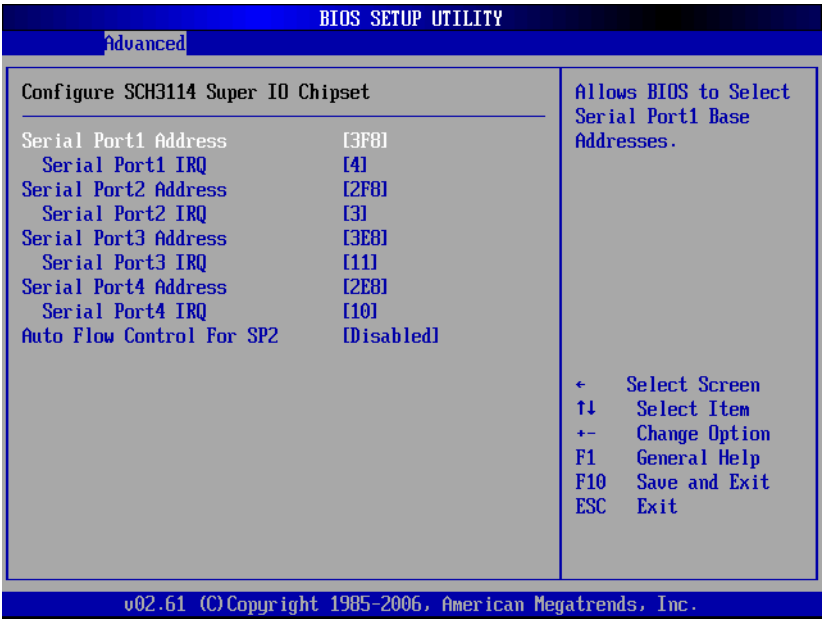 BIOS SETUP UTILITY
Advanced
Configure SCH3114 Super IO Chipset
Serial Port1 Address [3F8]
Serial Port1 IRQ [4]
Serial Port2 Address [2F8]
Serial Port2 IRQ [3]
Serial Port3 Address [3E8]
Serial Port3 IRQ [11]
Serial Port4 Address [2E8]
Serial Port4 IRQ [10]
Auto Flow Control For SP2 [Disabled]
Allows BIOS to Select
Serial Port1 Base
Addresses.
← Select Screen
↑↓ Select Item
+- Change Option
F1 General Help
F10 Save and Exit
ESC Exit
v02.61 (C)Copyright 1985-2006, American Megatrends, Inc.